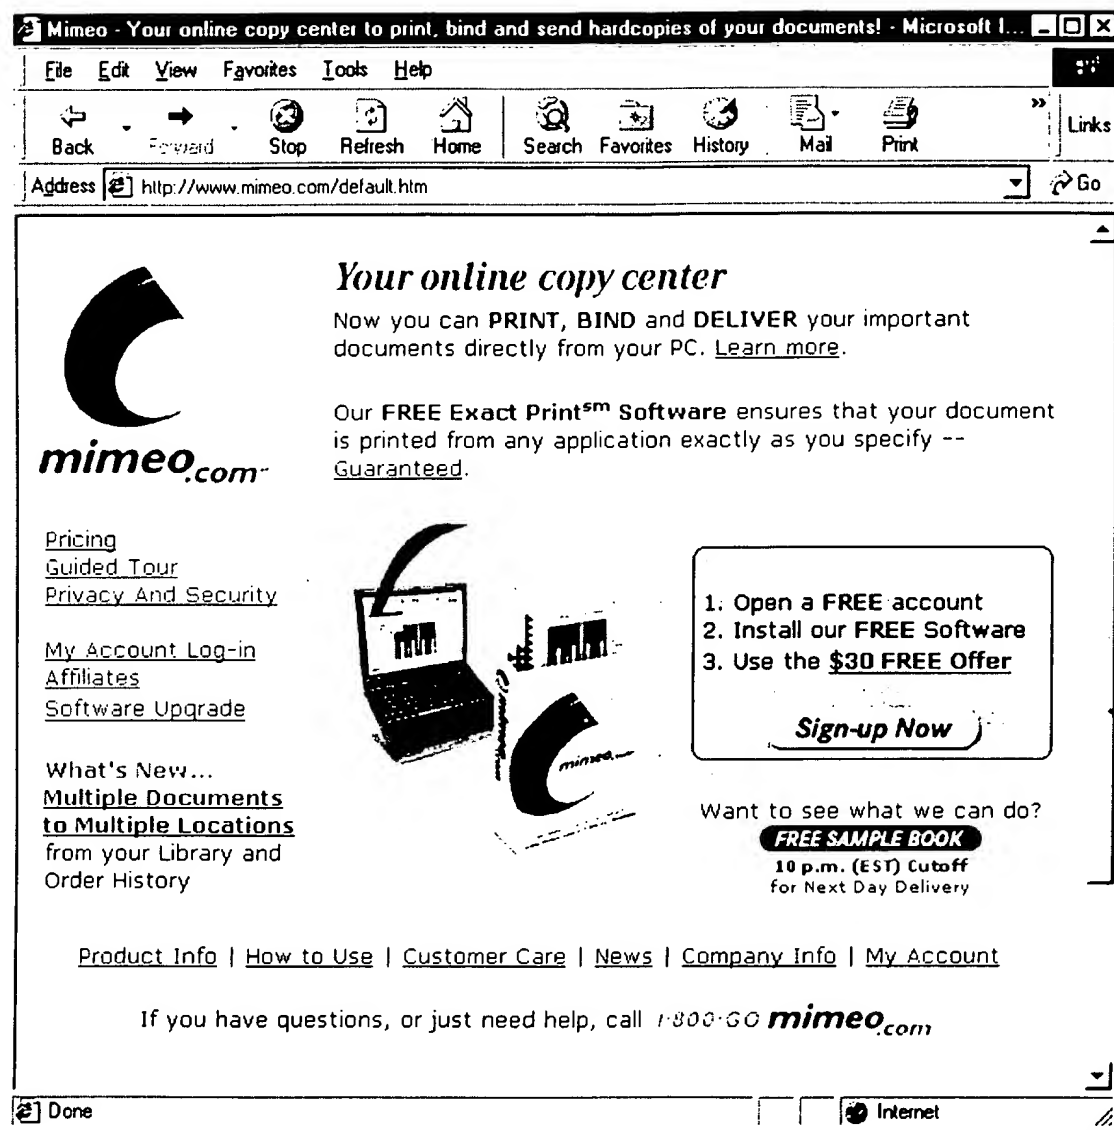 Mimeo - Your online copy center to print, bind and send hardcopies of your documents! - Microsoft I...
File Edit View Favorites Tools Help
Back Forward Stop Refresh Home Search Favorites History Mail Print » Links
Address http://www.mimeo.com/default.htm Go
Your online copy center
Now you can PRINT, BIND and DELIVER your important
documents directly from your PC. Learn more.
Our FREE Exact Print℠ Software ensures that your document
is printed from any application exactly as you specify --
Guaranteed.
mimeo.com
Pricing
Guided Tour
Privacy And Security
My Account Log-in
Affiliates
Software Upgrade
What's New...
Multiple Documents
to Multiple Locations
from your Library and
Order History
mimeo.com
1. Open a FREE account
2. Install our FREE Software
3. Use the $30 FREE Offer
Sign-up Now
Want to see what we can do?
FREE SAMPLE BOOK
10 p.m. (EST) Cutoff
for Next Day Delivery
Product Info | How to Use | Customer Care | News | Company Info | My Account
If you have questions, or just need help, call 1-800-GO mimeo.com
Done Internet